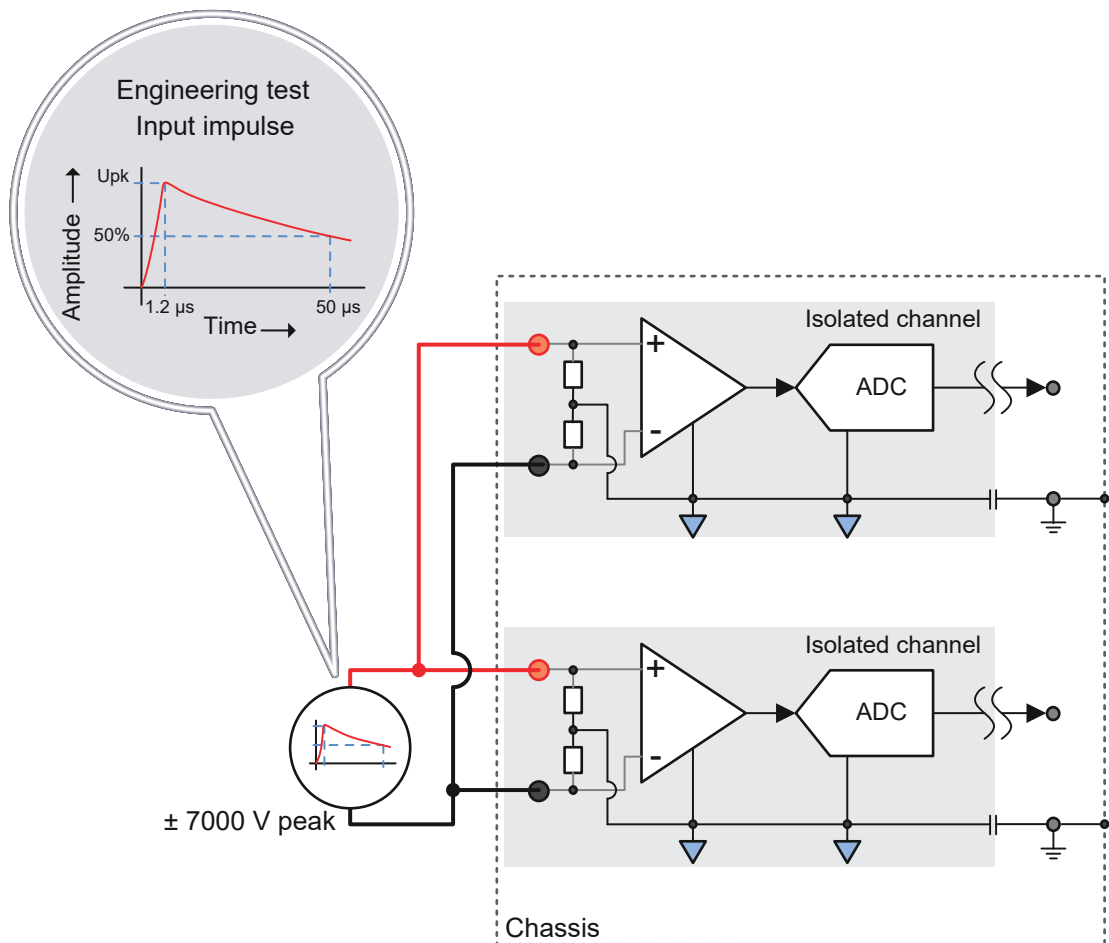 Engineering test
Input impulse
Upk
50%
Amplitude
1.2 µs
50 µs
Time
Isolated channel
+
-
ADC
Isolated channel
+
-
ADC
± 7000 V peak
Chassis